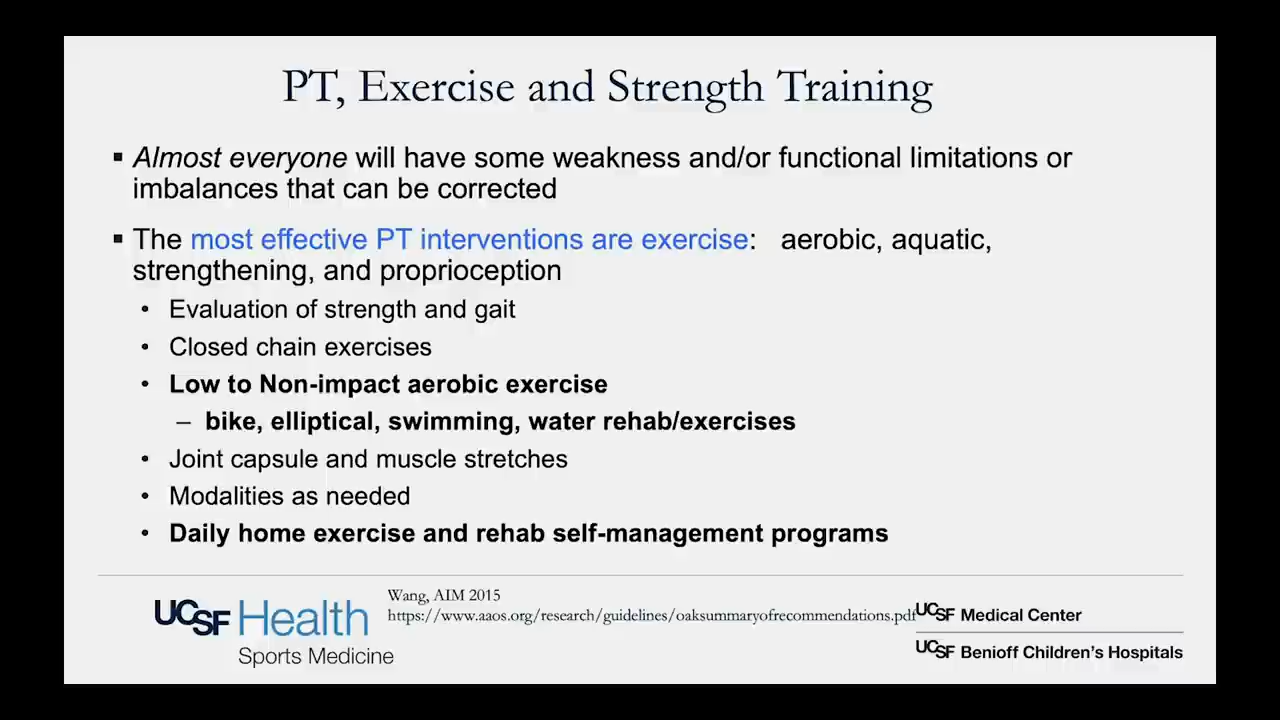 PT, Exercise and Strength Training
▪ Almost everyone will have some weakness and/or functional limitations or
imbalances that can be corrected
▪ The most effective PT interventions are exercise: aerobic, aquatic,
strengthening, and proprioception
• Evaluation of strength and gait
• Closed chain exercises
• Low to Non-impact aerobic exercise
– bike, elliptical, swimming, water rehab/exercises
• Joint capsule and muscle stretches
• Modalities as needed
• Daily home exercise and rehab self-management programs
UCSF Health
Sports Medicine
Wang, AIM 2015
https://www.aaos.org/research/guidelines/oaksummaryofrecommendations.pdf
UCSF Medical Center
UCSF Benioff Children's Hospitals